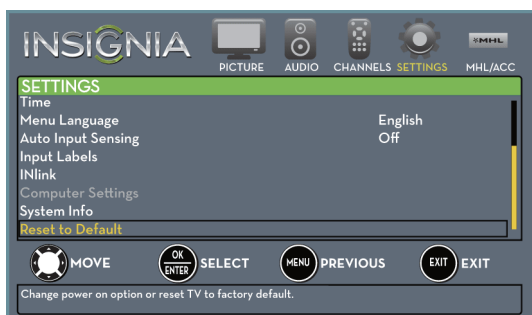 INSIGNIA
PICTURE AUDIO CHANNELS SETTINGS MHL/ACC
MHL
SETTINGS
Time
Menu Language English
Auto Input Sensing Off
Input Labels
INlink
Computer Settings
System Info
Reset to Default
MOVE OK ENTER SELECT MENU PREVIOUS EXIT EXIT
Change power on option or reset TV to factory default.